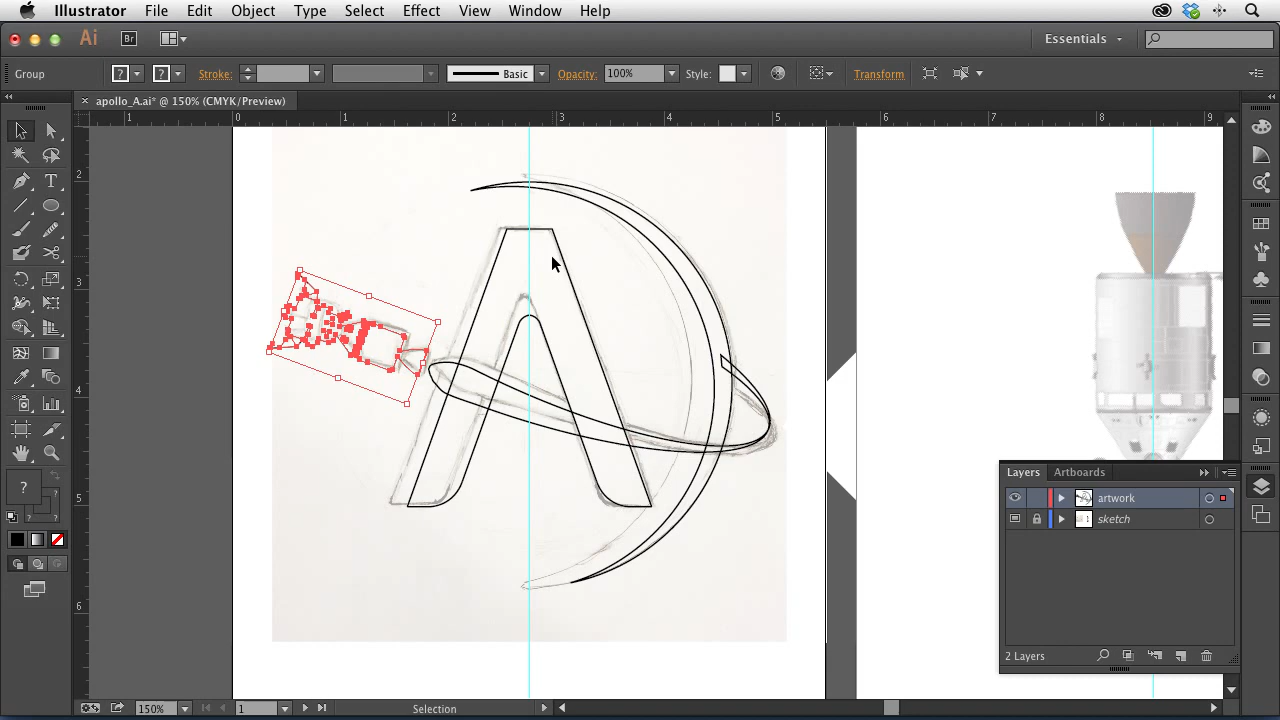 Illustrator File Edit Object Type Select Effect View Window Help
Ai Br Essentials
Group ? ? Stroke: Basic Opacity: 100% Style: Transform
× apollo_A.ai* @ 150% (CMYK/Preview)
1 0 1 2 3 4 5 6 7 8 9
2
3
4
5
6
T
?
Layers Artboards
artwork
sketch
2 Layers
150% 1 Selection